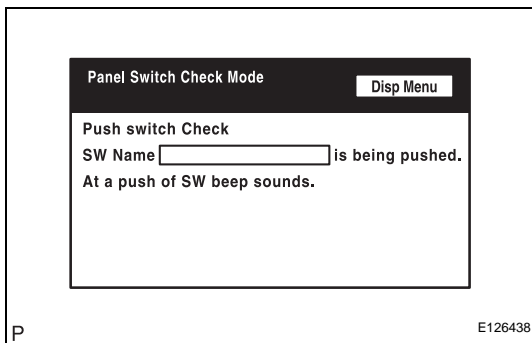 Panel Switch Check Mode
Disp Menu
Push switch Check
SW Name is being pushed.
At a push of SW beep sounds.
P
E126438